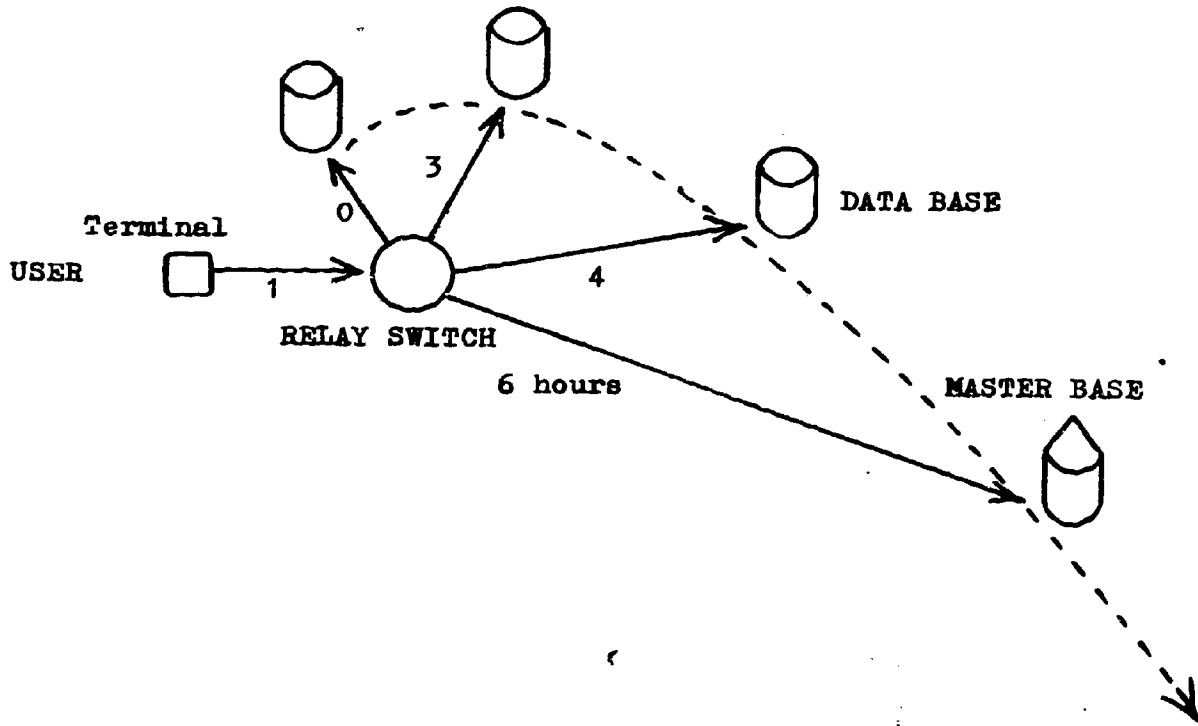 3
0
DATA BASE
Terminal
USER
1
4
RELAY SWITCH
6 hours
MASTER BASE